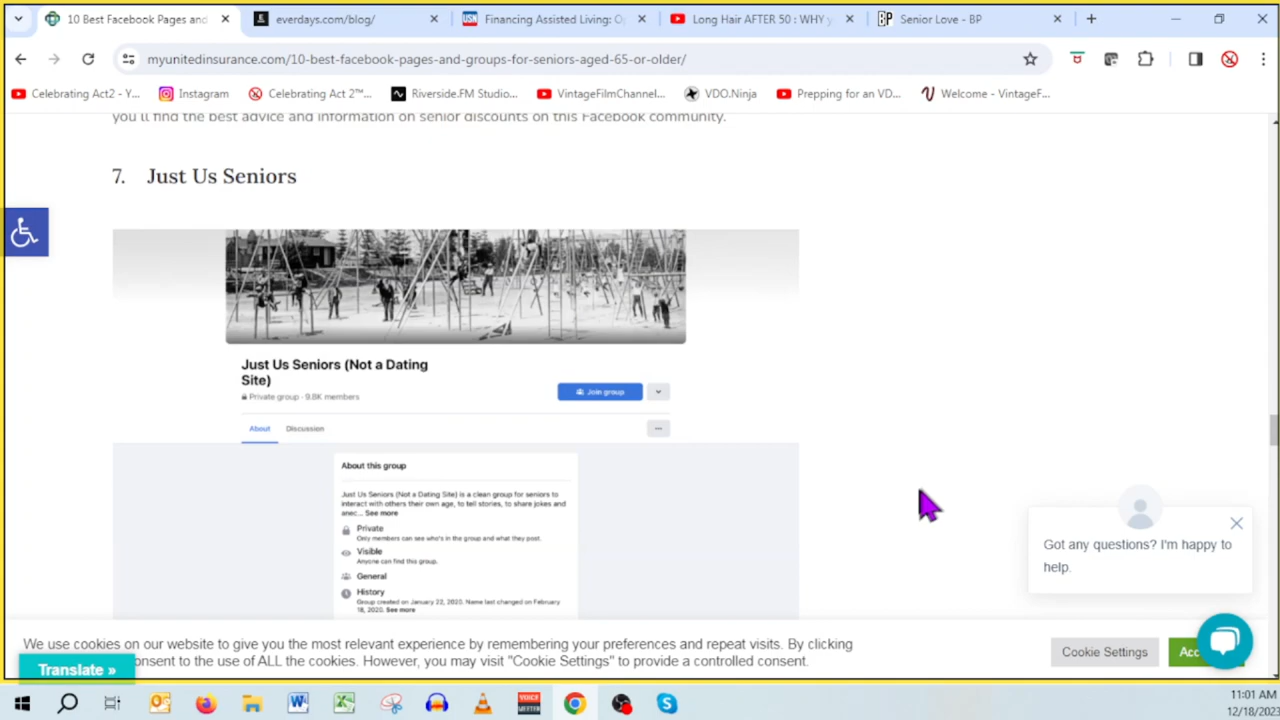 10 Best Facebook Pages and
everdays.com/blog/
Financing Assisted Living: O
Long Hair AFTER 50 : WHY
Senior Love - BP
myunitedinsurance.com/10-best-facebook-pages-and-groups-for-seniors-aged-65-or-older/
Celebrating Act2 - Y...
Instagram
Celebrating Act 2™...
Riverside.FM Studio...
VintageFilmChannel...
VDO.Ninja
Prepping for an VD...
Welcome - VintageF...
you'll find the best advice and information on senior discounts on this Facebook community.
7. Just Us Seniors
Just Us Seniors (Not a Dating
Site)
Private group · 9.8K members
Join group
About
Discussion
About this group
Just Us Seniors (Not a Dating Site) is a clean group for seniors to
interact with others their own age, to tell stories, to share jokes and
anec... See more
Private
Only members can see who's in the group and what they post.
Visible
Anyone can find this group.
General
History
Group created on January 22, 2020. Name last changed on February
18, 2020. See more
Got any questions? I'm happy to
help.
We use cookies on our website to give you the most relevant experience by remembering your preferences and repeat visits. By clicking
onsent to the use of ALL the cookies. However, you may visit "Cookie Settings" to provide a controlled consent.
Cookie Settings
Acc
Translate »
VOICE
MEETER
11:01 AM
12/18/2023